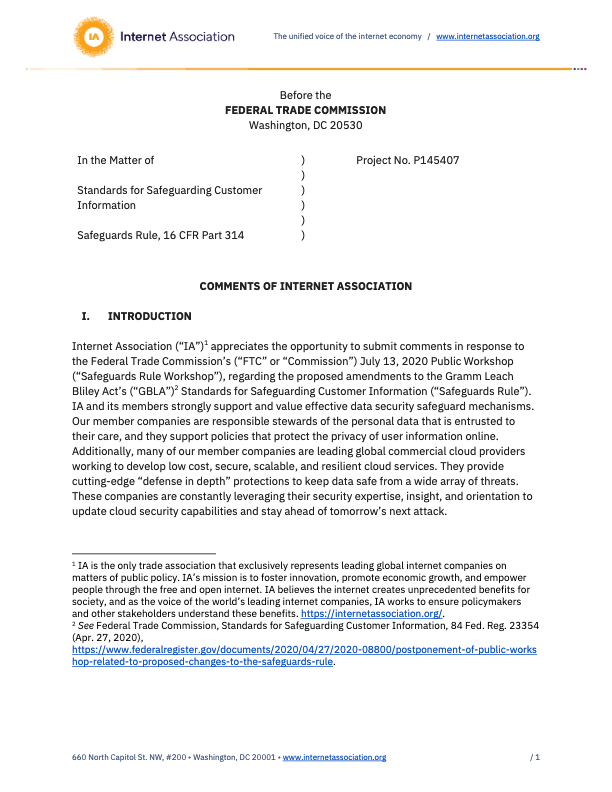 IA Internet Association The unified voice of the internet economy / www.internetassociation.org
Before the
FEDERAL TRADE COMMISSION
Washington, DC 20530
In the Matter of ) Project No. P145407
)
Standards for Safeguarding Customer )
Information )
)
Safeguards Rule, 16 CFR Part 314 )
COMMENTS OF INTERNET ASSOCIATION
I. INTRODUCTION
Internet Association (“IA”)¹ appreciates the opportunity to submit comments in response to
the Federal Trade Commission’s (“FTC” or “Commission”) July 13, 2020 Public Workshop
(“Safeguards Rule Workshop”), regarding the proposed amendments to the Gramm Leach
Bliley Act’s (“GBLA”)² Standards for Safeguarding Customer Information (“Safeguards Rule”).
IA and its members strongly support and value effective data security safeguard mechanisms.
Our member companies are responsible stewards of the personal data that is entrusted to
their care, and they support policies that protect the privacy of user information online.
Additionally, many of our member companies are leading global commercial cloud providers
working to develop low cost, secure, scalable, and resilient cloud services. They provide
cutting-edge “defense in depth” protections to keep data safe from a wide array of threats.
These companies are constantly leveraging their security expertise, insight, and orientation to
update cloud security capabilities and stay ahead of tomorrow’s next attack.
¹ IA is the only trade association that exclusively represents leading global internet companies on
matters of public policy. IA’s mission is to foster innovation, promote economic growth, and empower
people through the free and open internet. IA believes the internet creates unprecedented benefits for
society, and as the voice of the world’s leading internet companies, IA works to ensure policymakers
and other stakeholders understand these benefits. https://internetassociation.org/.
² See Federal Trade Commission, Standards for Safeguarding Customer Information, 84 Fed. Reg. 23354
(Apr. 27, 2020),
https://www.federalregister.gov/documents/2020/04/27/2020-08800/postponement-of-public-works
hop-related-to-proposed-changes-to-the-safeguards-rule.
660 North Capitol St. NW, #200 • Washington, DC 20001 • www.internetassociation.org / 1